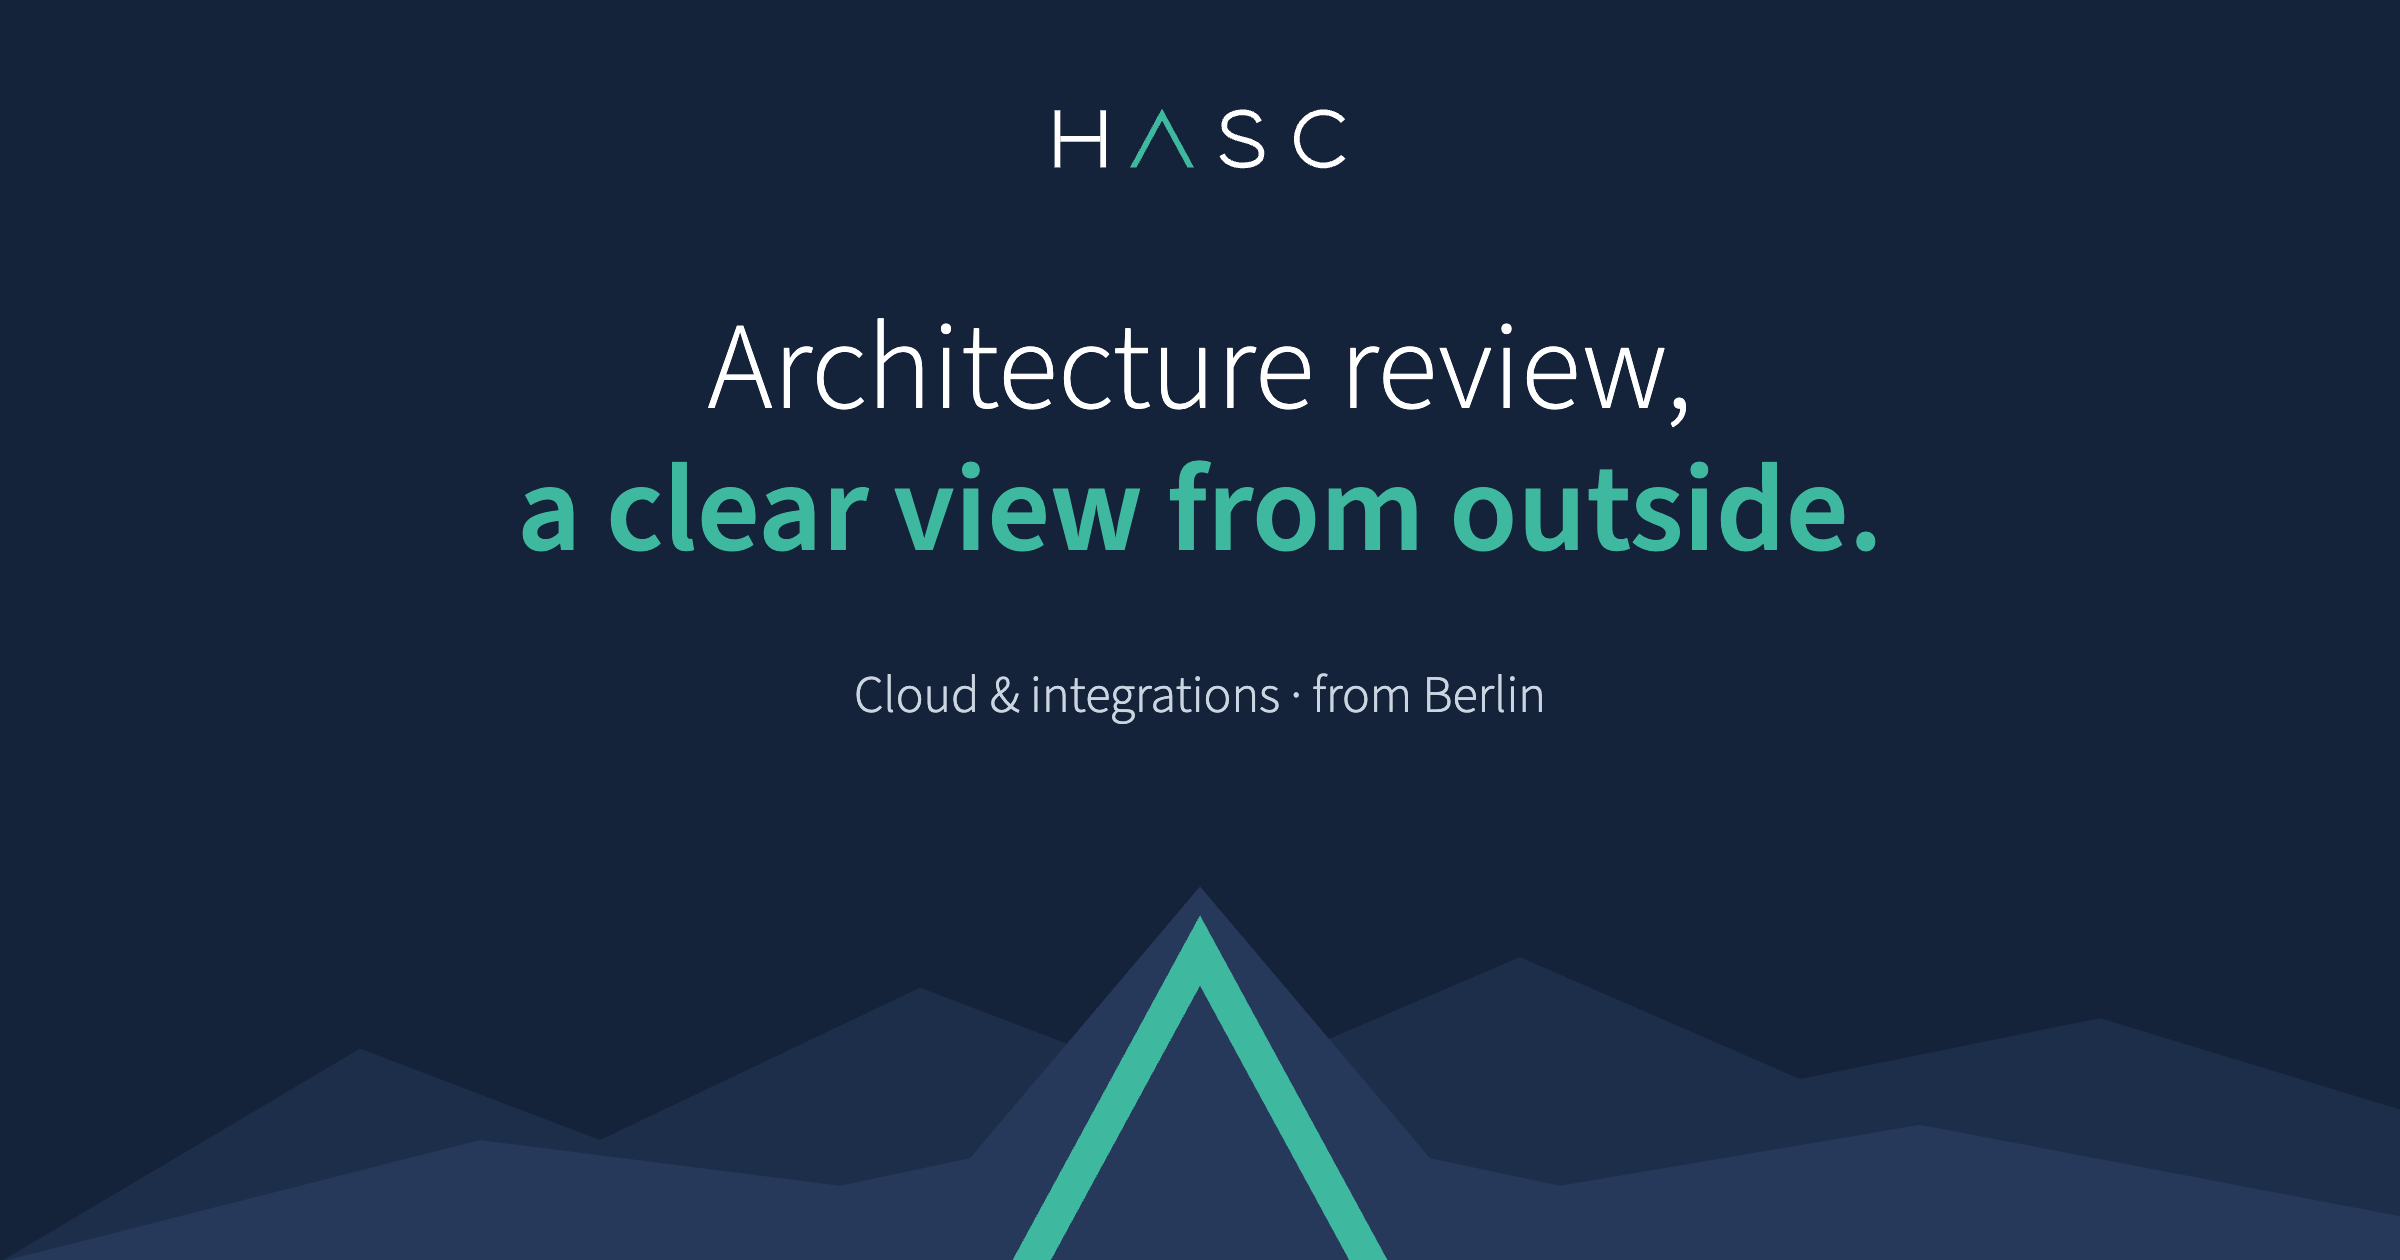 HASC
Architecture review,
a clear view from outside.
Cloud & integrations · from Berlin